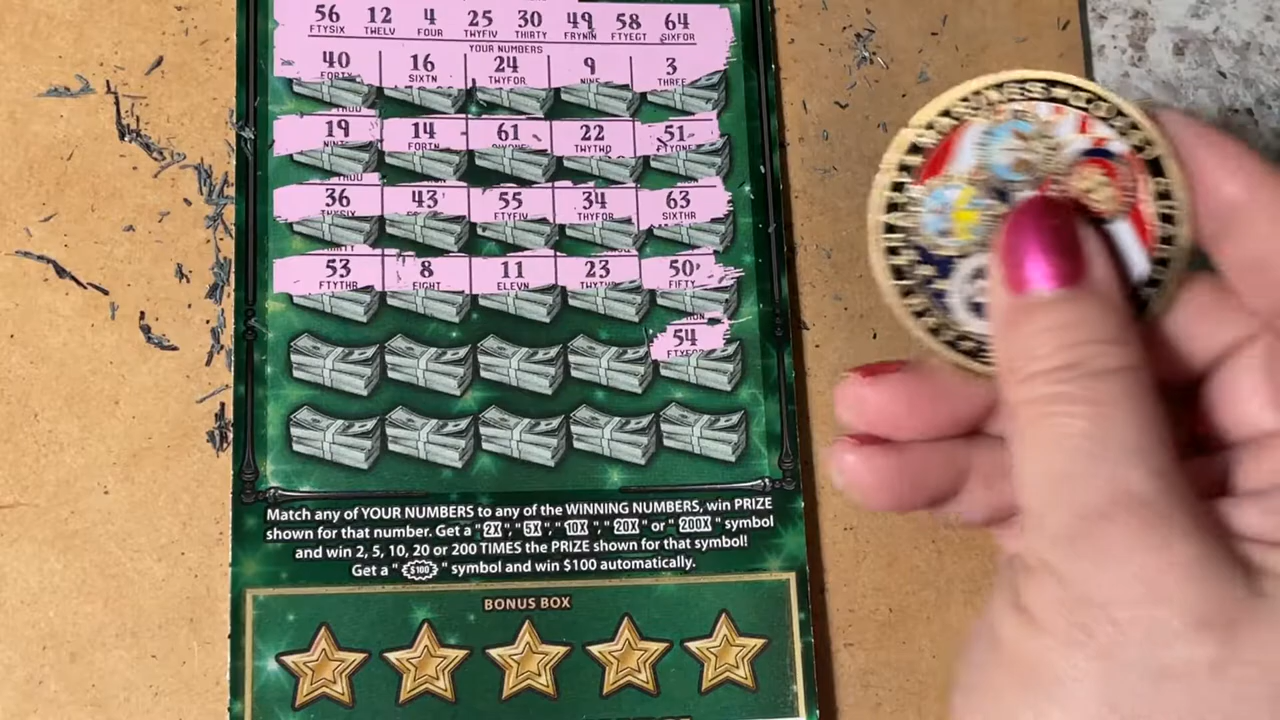 56 12 4 25 30 49 58 64
FTYSIX TWELV FOUR TWYFIV THIRTY FRYNIN FTYEGT SIXFOR
YOUR NUMBERS
40 16 24 9 3
FORTY SIXTN TWYFOR NINE THREE
19 14 61 22 51
FORTN TWYTWO FTYONE
36 43 55 34 63
THYSIX FTYFIV THYFOR SIXTHR
53 8 11 23 50
FTYTHR EIGHT ELEVN FIFTY
54
Match any of YOUR NUMBERS to any of the WINNING NUMBERS, win PRIZE
shown for that number. Get a "2X", "5X", "10X", "20X" or "200X" symbol
and win 2, 5, 10, 20 or 200 TIMES the PRIZE shown for that symbol!
Get a "$100" symbol and win $100 automatically.
BONUS BOX